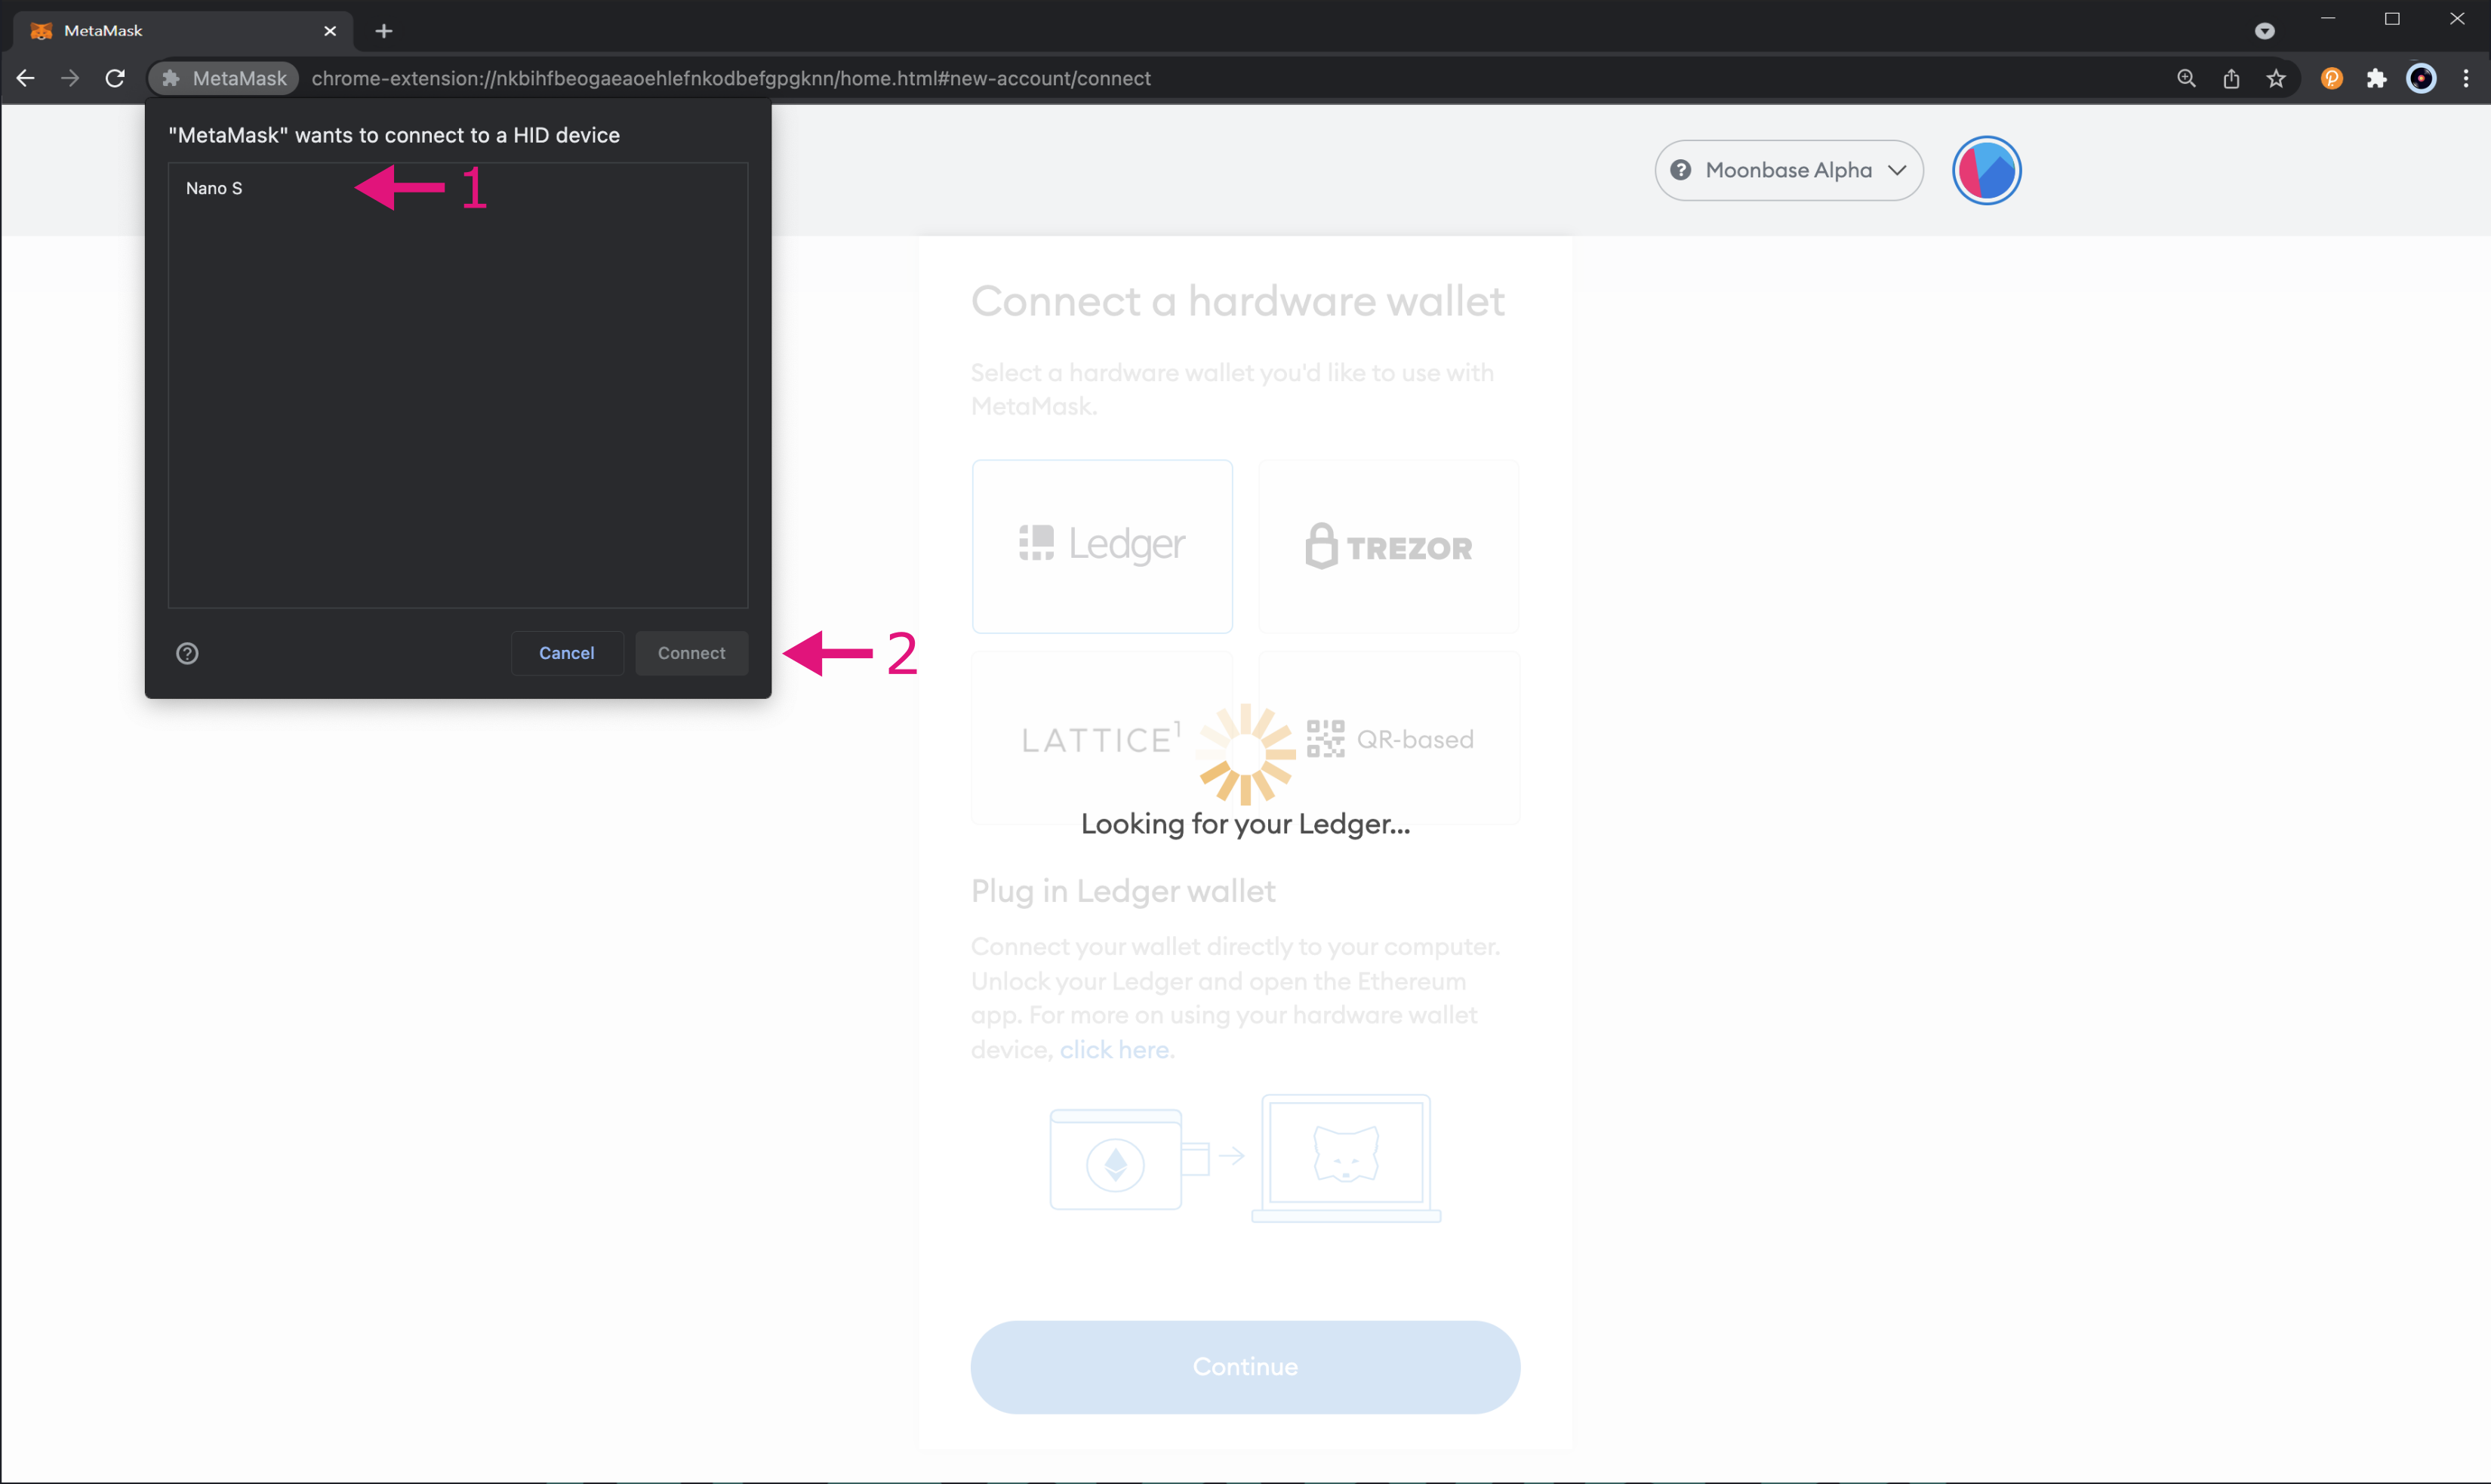 MetaMask
MetaMask chrome-extension://nkbihfbeogaeaoehlefnkodbefgpgknn/home.html#new-account/connect
"MetaMask" wants to connect to a HID device
Nano S
1
Cancel
Connect
2
Moonbase Alpha
Connect a hardware wallet
Select a hardware wallet you'd like to use with
MetaMask.
Ledger
TREZOR
LATTICE1
QR-based
Looking for your Ledger...
Plug in Ledger wallet
Connect your wallet directly to your computer.
Unlock your Ledger and open the Ethereum
app. For more on using your hardware wallet
device, click here.
Continue